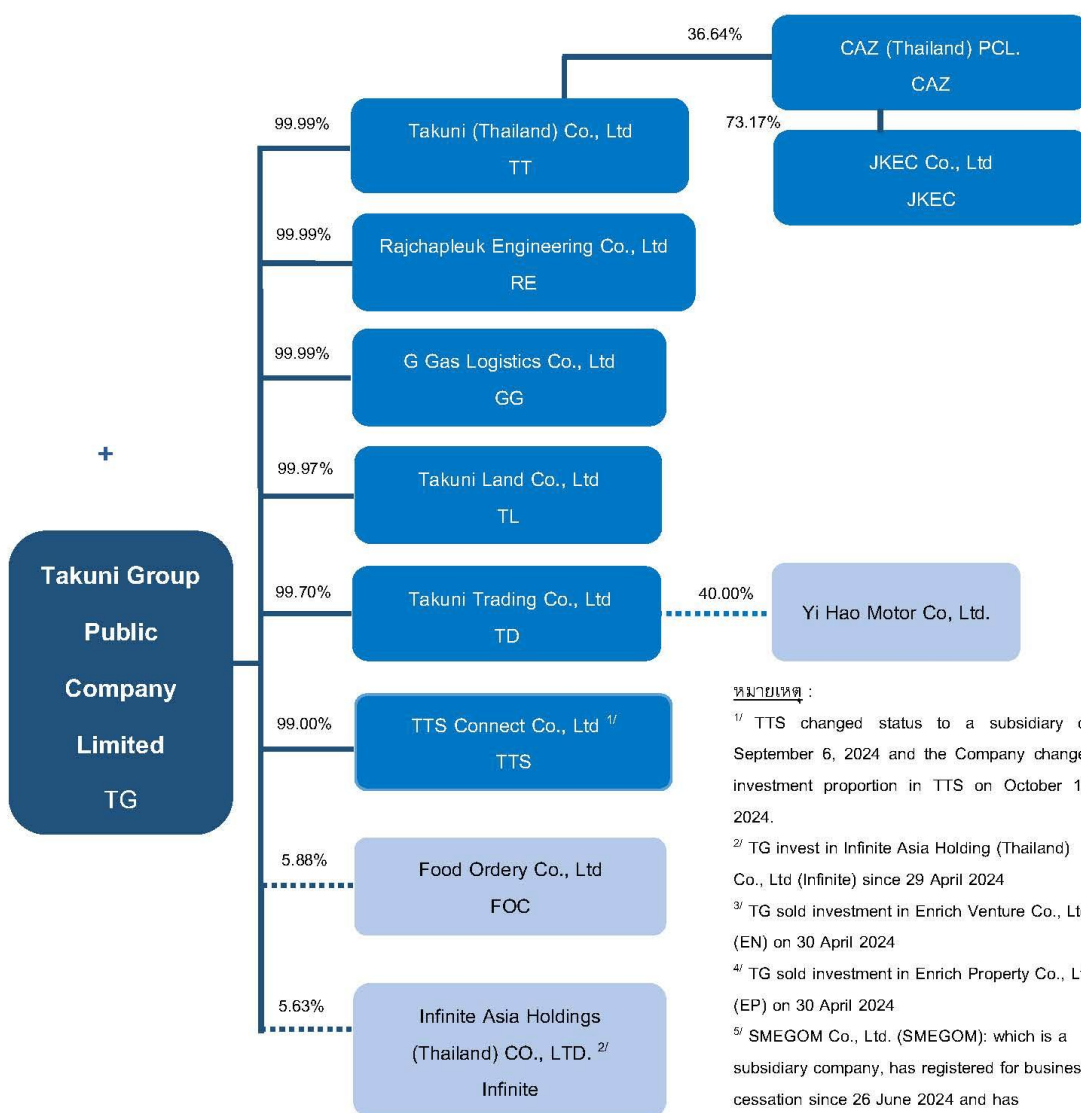 36.64%
CAZ (Thailand) PCL.
CAZ
99.99%
Takuni (Thailand) Co., Ltd
TT
73.17%
JKEC Co., Ltd
JKEC
99.99%
Rajchapleuk Engineering Co., Ltd
RE
99.99%
G Gas Logistics Co., Ltd
GG
+
99.97%
Takuni Land Co., Ltd
TL
Takuni Group
Public
Company
Limited
TG
99.70%
Takuni Trading Co., Ltd
TD
40.00%
Yi Hao Motor Co, Ltd.
99.00%
TTS Connect Co., Ltd 1/
TTS
5.88%
Food Ordery Co., Ltd
FOC
5.63%
Infinite Asia Holdings
(Thailand) CO., LTD. 2/
Infinite
หมายเหตุ :
1/ TTS changed status to a subsidiary
September 6, 2024 and the Company
investment proportion in TTS on October
2024.
2/ TG invest in Infinite Asia Holding (Thailand)
Co., Ltd (Infinite) since 29 April 2024
3/ TG sold investment in Enrich Venture Co.,
(EN) on 30 April 2024
4/ TG sold investment in Enrich Property Co.,
(EP) on 30 April 2024
5/ SMEGOM Co., Ltd. (SMEGOM): which is a
subsidiary company, has registered for
cessation since 26 June 2024 and has